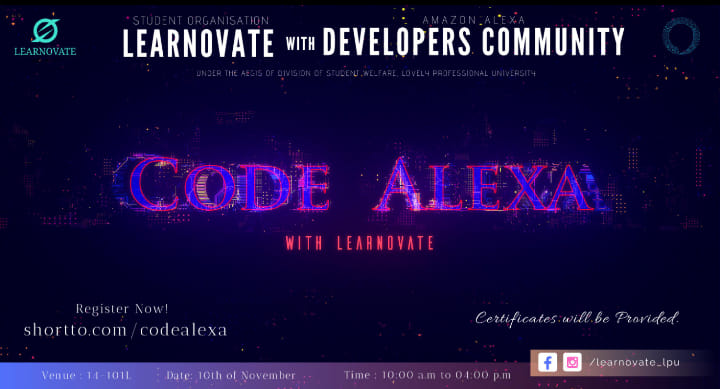 STUDENT ORGANISATION
AMAZON ALEXA
LEARNOVATE WITH DEVELOPERS COMMUNITY
LEARNOVATE
UNDER THE AEGIS OF DIVISION OF STUDENT WELFARE, LOVELY PROFESSIONAL UNIVERSITY
CODE ALEXA
WITH LEARNOVATE
Register Now!
shortto.com/codealexa
Certificates will be Provided.
Venue : 14-101L
Date: 10th of November
Time : 10:00 a.m to 04:00 p.m
/learnovate_lpu